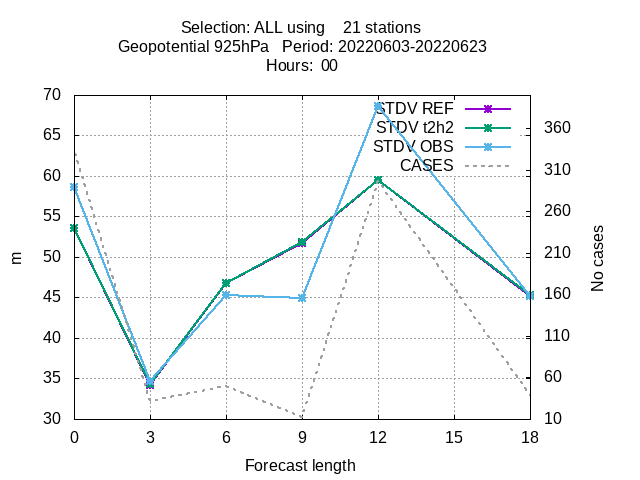 Selection: ALL using    21 stations
Geopotential 925hPa   Period: 20220603-20220623
Hours:  00
STDV REF
STDV t2h2
STDV OBS
CASES
70
65
60
55
50
45
40
35
30
360
310
260
210
160
110
60
10
m
No cases
0 3 6 9 12 15 18
Forecast length